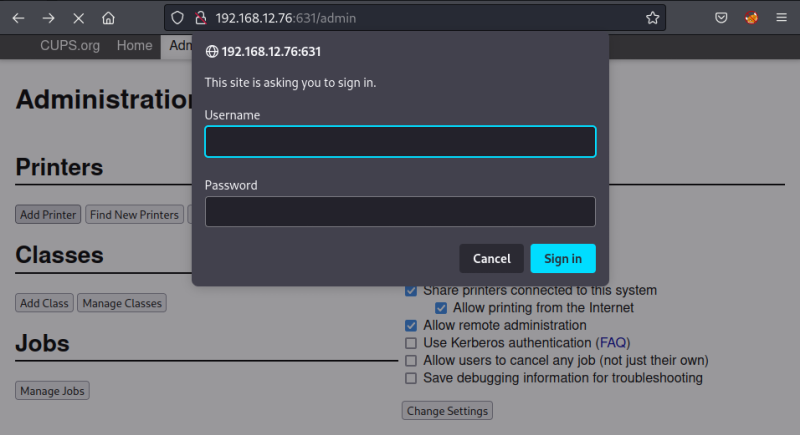 192.168.12.76:631/admin
CUPS.org Home Adm
192.168.12.76:631
This site is asking you to sign in.
Username
Password
Cancel Sign in
Administration
Printers
Add Printer Find New Printers
Classes
Add Class Manage Classes
Jobs
Manage Jobs
Share printers connected to this system
Allow printing from the Internet
Allow remote administration
Use Kerberos authentication (FAQ)
Allow users to cancel any job (not just their own)
Save debugging information for troubleshooting
Change Settings